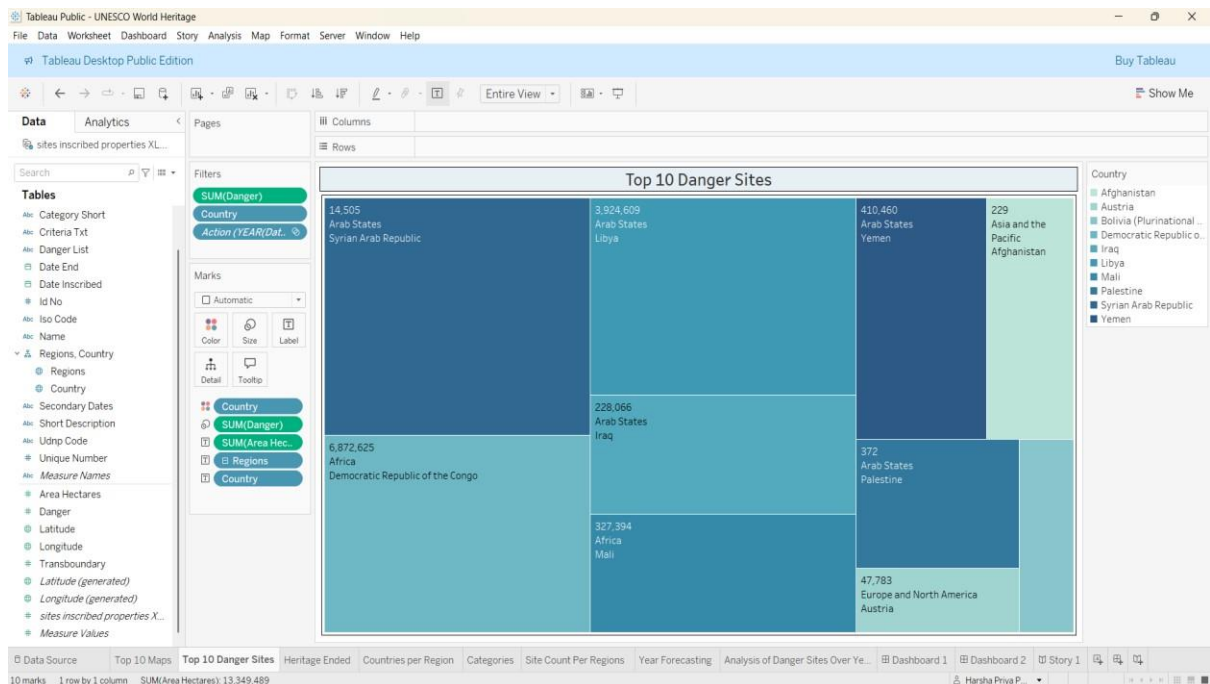 Tableau Public - UNESCO World Heritage
File Data Worksheet Dashboard Story Analysis Map Format Server Window Help
Tableau Desktop Public Edition
Buy Tableau
Entire View
Show Me
Data Analytics
sites inscribed properties XL...
Search
Tables
Abc Category Short
Abc Criteria Txt
Abc Danger List
Date End
Date Inscribed
# Id No
Abc Iso Code
Abc Name
Regions, Country
Regions
Country
Abc Secondary Dates
Abc Short Description
Abc Udnp Code
# Unique Number
Abc Measure Names
# Area Hectares
# Danger
Latitude
Longitude
# Transboundary
Latitude (generated)
Longitude (generated)
# sites inscribed properties X...
# Measure Values
Pages
Filters
SUM(Danger)
Country
Action (YEAR(Dat..
Marks
Automatic
Color Size Label
Detail Tooltip
Country
SUM(Danger)
SUM(Area Hec..
Regions
Country
Columns
Rows
Top 10 Danger Sites
14,505
Arab States
Syrian Arab Republic
6,872,625
Africa
Democratic Republic of the Congo
3,924,609
Arab States
Libya
228,066
Arab States
Iraq
327,394
Africa
Mali
410,460
Arab States
Yemen
229
Asia and the
Pacific
Afghanistan
372
Arab States
Palestine
47,783
Europe and North America
Austria
Country
Afghanistan
Austria
Bolivia (Plurinational ..
Democratic Republic o..
Iraq
Libya
Mali
Palestine
Syrian Arab Republic
Yemen
Data Source Top 10 Maps Top 10 Danger Sites Heritage Ended Countries per Region Categories Site Count Per Regions Year Forecasting Analysis of Danger Sites Over Ye... Dashboard 1 Dashboard 2 Story 1
10 marks 1 row by 1 column SUM(Area Hectares): 13,349,489
Harsha Priya P...